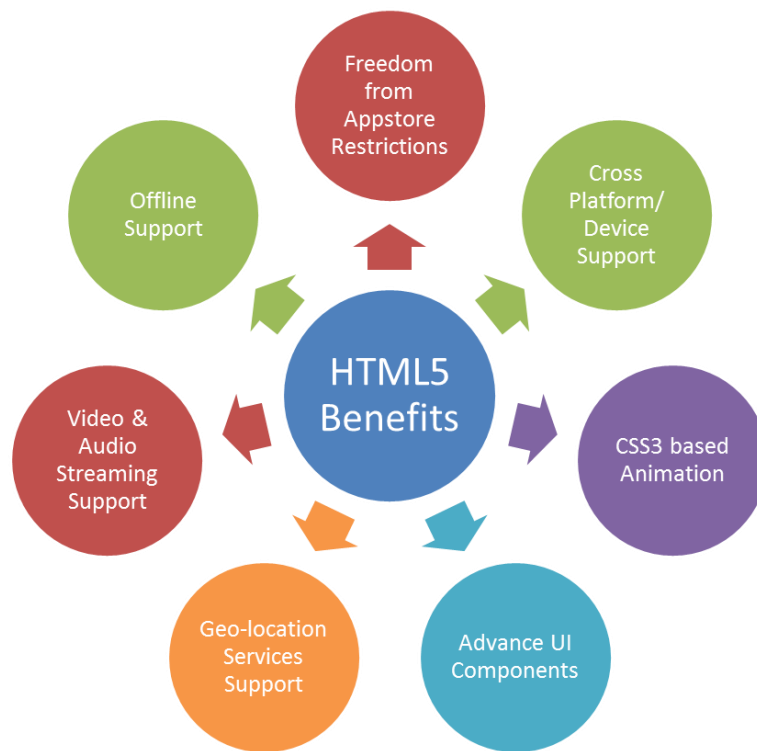 HTML5
Benefits
Freedom
from
Appstore
Restrictions
Cross
Platform/
Device
Support
CSS3 based
Animation
Advance UI
Components
Geo-location
Services
Support
Video &
Audio
Streaming
Support
Offline
Support